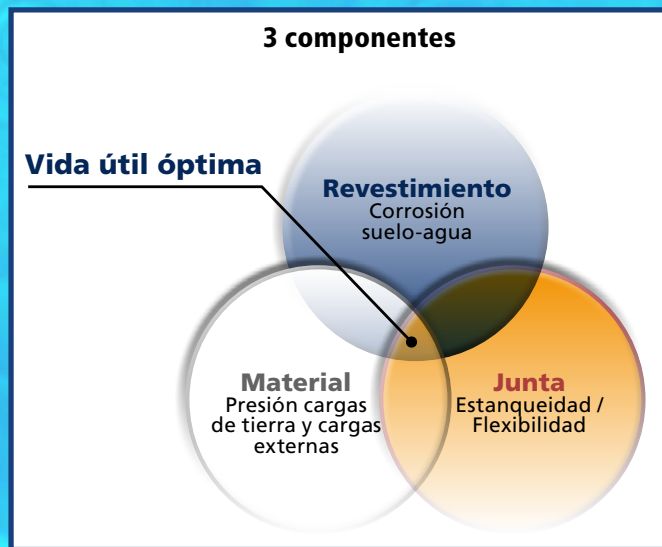 3 componentes
Vida útil óptima
Revestimiento
Corrosión
suelo-agua
Material
Presión cargas
de tierra y cargas
externas
Junta
Estanqueidad /
Flexibilidad